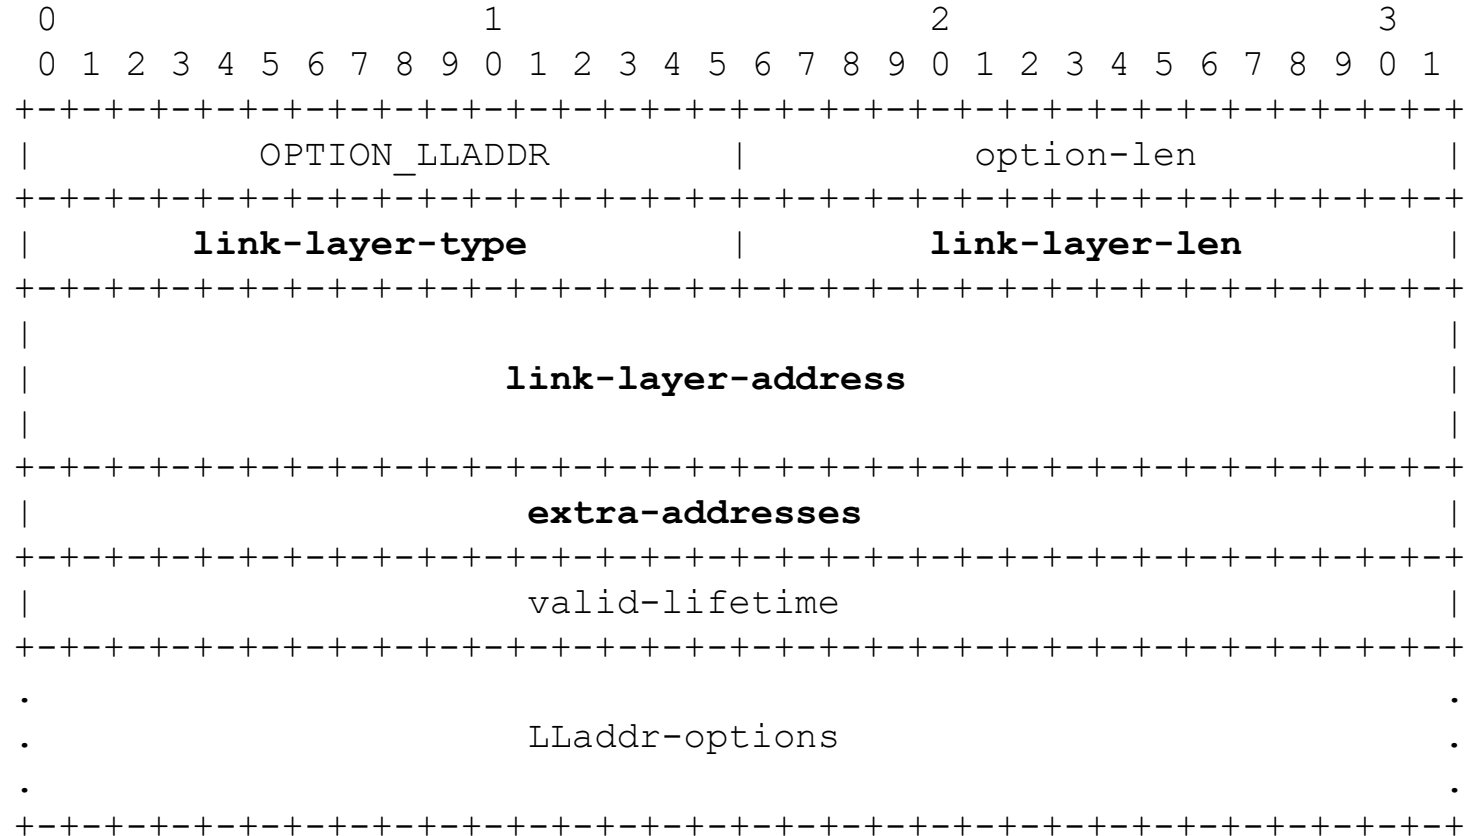 0                   1                   2                   3
 0 1 2 3 4 5 6 7 8 9 0 1 2 3 4 5 6 7 8 9 0 1 2 3 4 5 6 7 8 9 0 1
+-+-+-+-+-+-+-+-+-+-+-+-+-+-+-+-+-+-+-+-+-+-+-+-+-+-+-+-+-+-+-+-+
|          OPTION_LLADDR        |          option-len           |
+-+-+-+-+-+-+-+-+-+-+-+-+-+-+-+-+-+-+-+-+-+-+-+-+-+-+-+-+-+-+-+-+
|       link-layer-type         |        link-layer-len         |
+-+-+-+-+-+-+-+-+-+-+-+-+-+-+-+-+-+-+-+-+-+-+-+-+-+-+-+-+-+-+-+-+
|                                                               |
|                     link-layer-address                        |
|                                                               |
+-+-+-+-+-+-+-+-+-+-+-+-+-+-+-+-+-+-+-+-+-+-+-+-+-+-+-+-+-+-+-+-+
|                      extra-addresses                          |
+-+-+-+-+-+-+-+-+-+-+-+-+-+-+-+-+-+-+-+-+-+-+-+-+-+-+-+-+-+-+-+-+
|                      valid-lifetime                           |
+-+-+-+-+-+-+-+-+-+-+-+-+-+-+-+-+-+-+-+-+-+-+-+-+-+-+-+-+-+-+-+-+
.                                                               .
.                      LLaddr-options                           .
.                                                               .
+-+-+-+-+-+-+-+-+-+-+-+-+-+-+-+-+-+-+-+-+-+-+-+-+-+-+-+-+-+-+-+-+